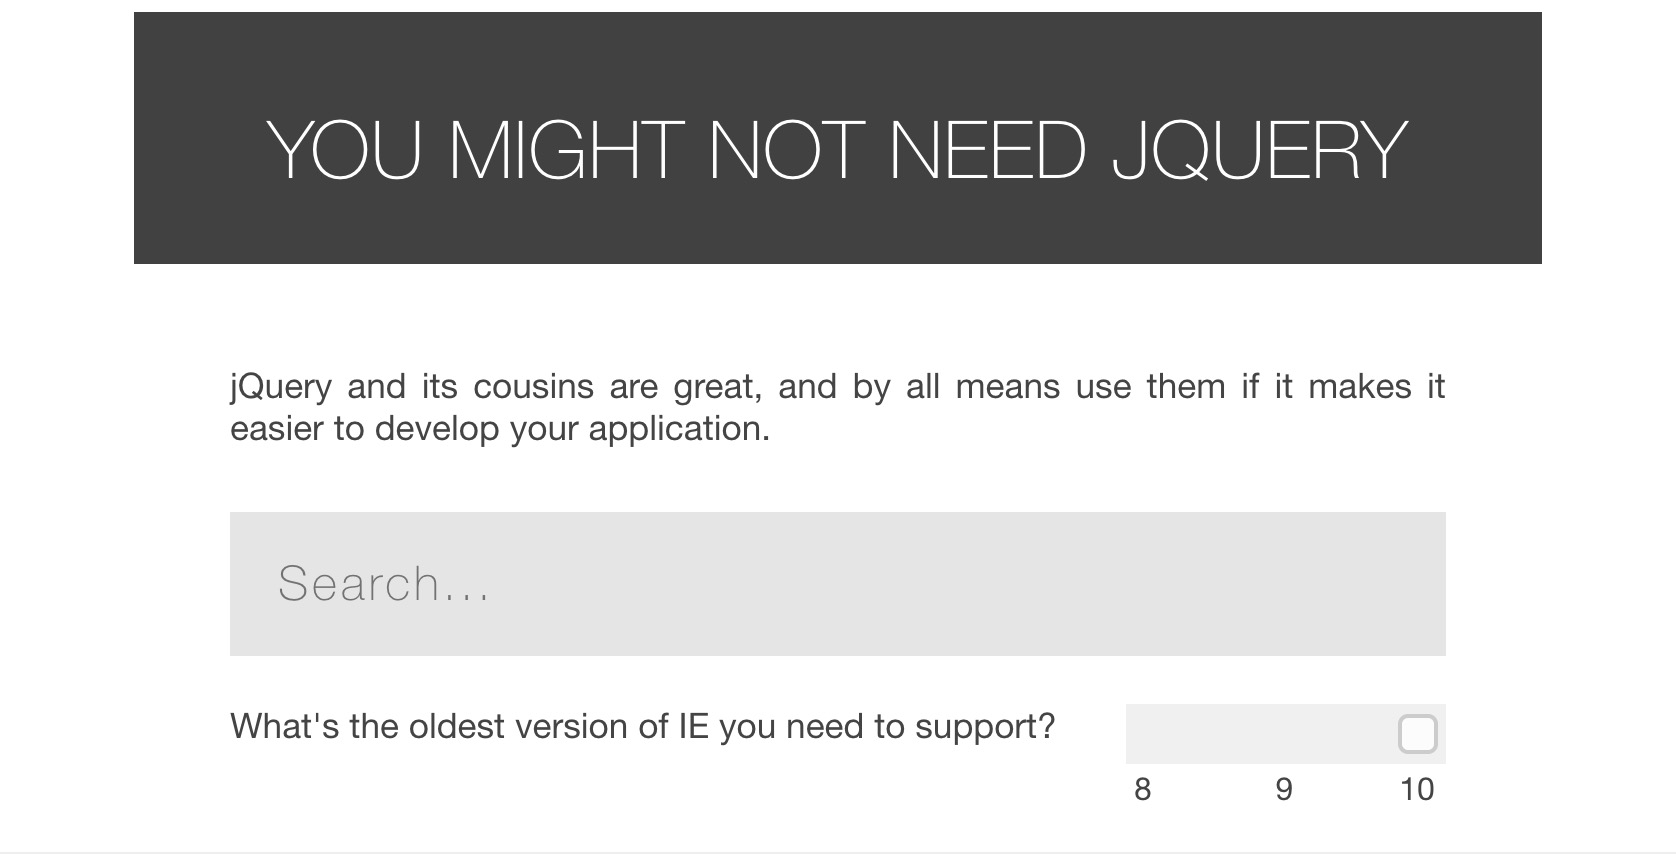 YOU MIGHT NOT NEED JQUERY
jQuery and its cousins are great, and by all means use them if it makes it
easier to develop your application.
Search...
What's the oldest version of IE you need to support?
8 9 10